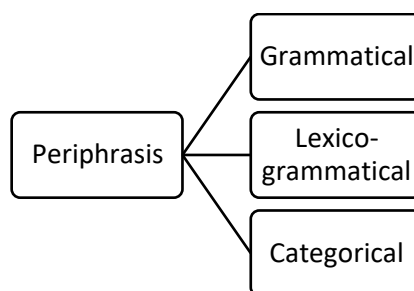 Periphrasis
Grammatical
Lexico-
grammatical
Categorical